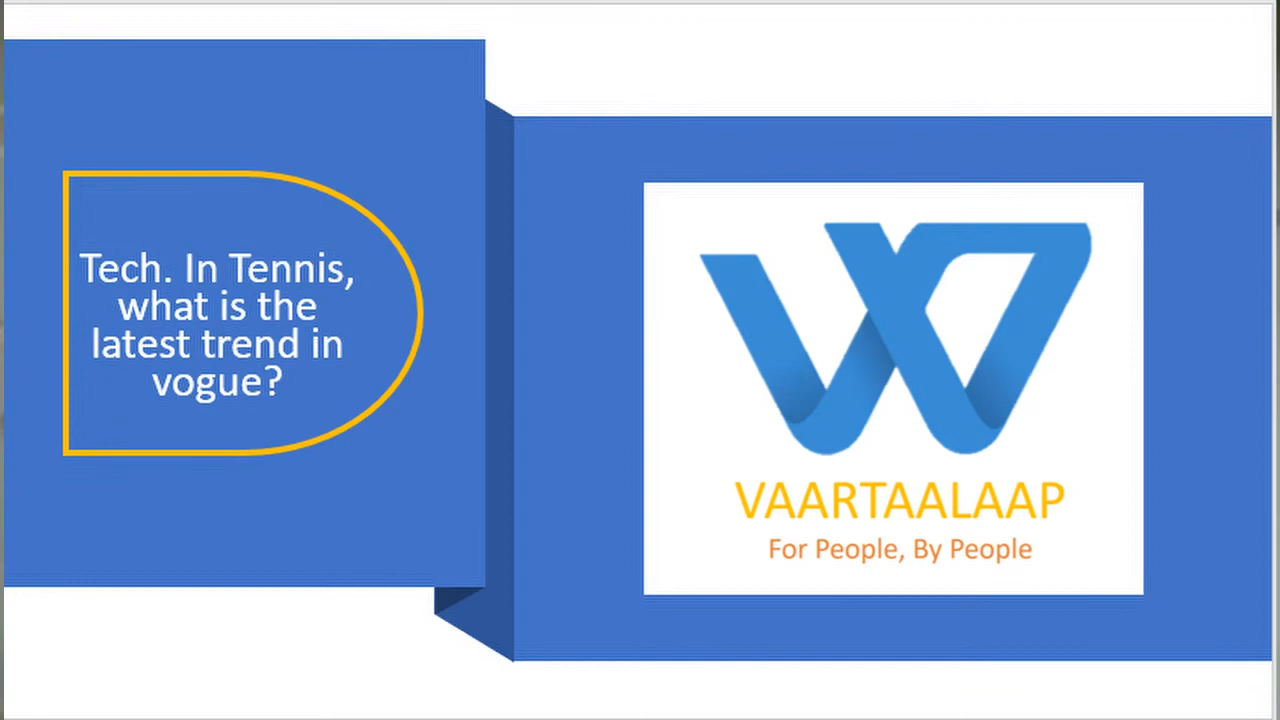 Tech. In Tennis,
what is the
latest trend in
vogue?
VAARTAALAAP
For People, By People